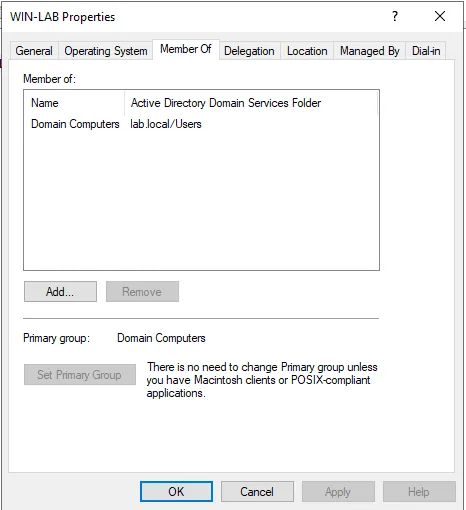 WIN-LAB Properties
?
General Operating System Member Of Delegation Location Managed By Dial-in
Member of:
Name Active Directory Domain Services Folder
Domain Computers lab.local/Users
Add... Remove
Primary group: Domain Computers
Set Primary Group
There is no need to change Primary group unless
you have Macintosh clients or POSIX-compliant
applications.
OK Cancel Apply Help